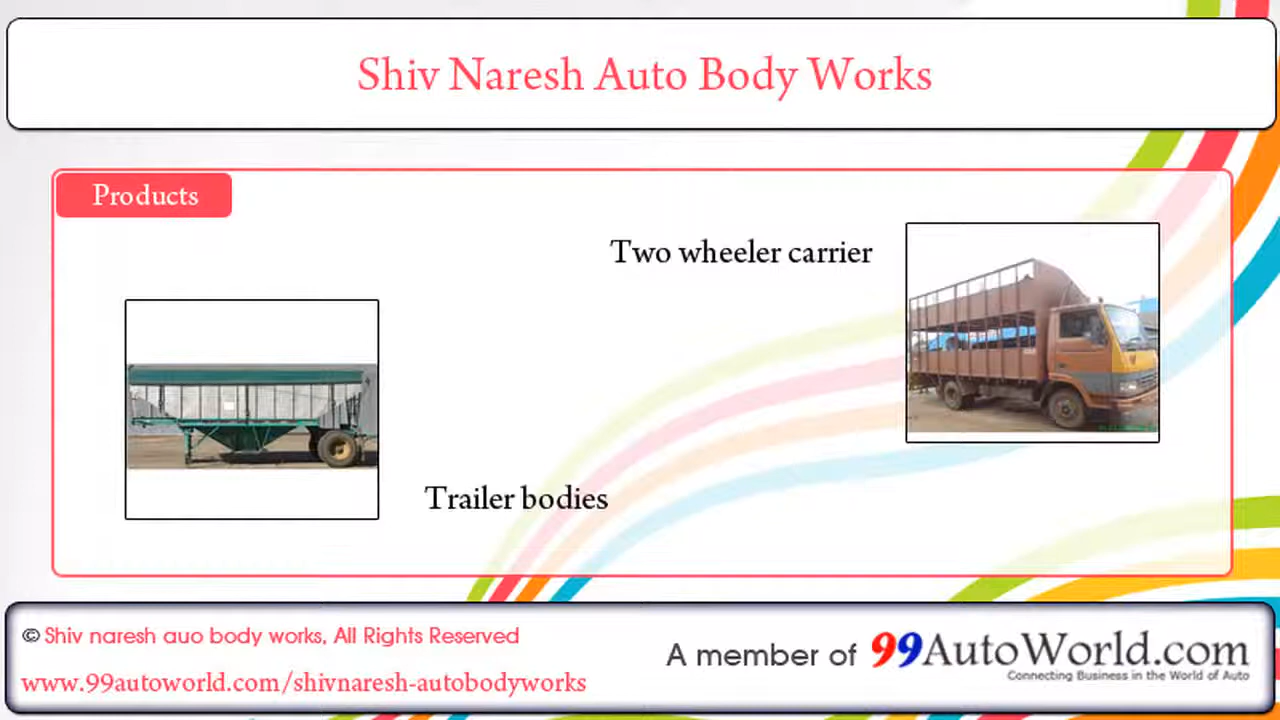 Shiv Naresh Auto Body Works
Products
Two wheeler carrier
Trailer bodies
© Shiv naresh auo body works, All Rights Reserved
www.99autoworld.com/shivnaresh-autobodyworks
A member of 99AutoWorld.com
Connecting Business in the World of Auto